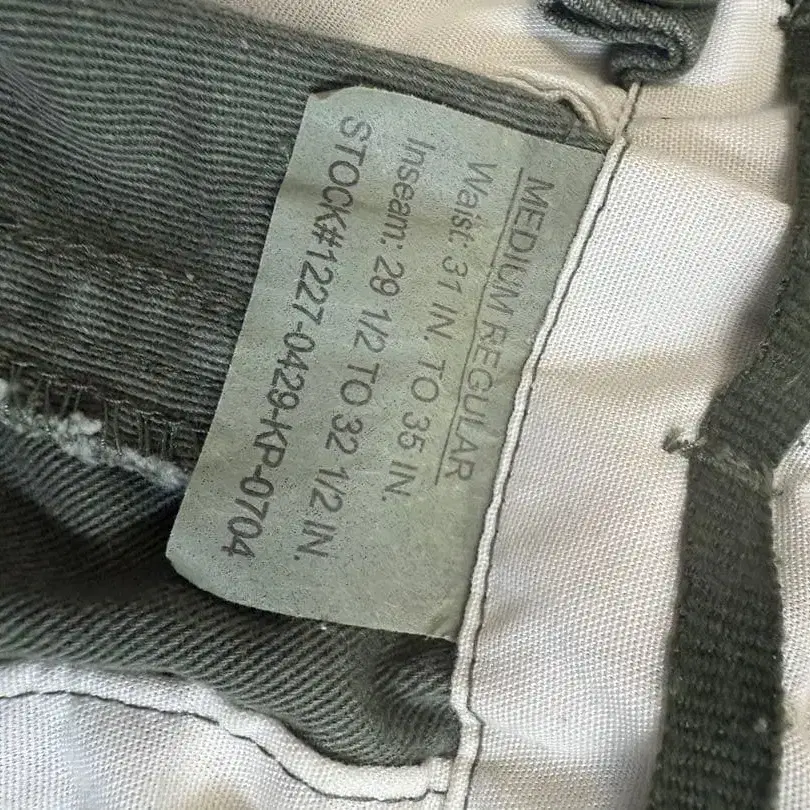 MEDIUM REGULAR
Waist: 31 IN. TO 35 IN.
Inseam: 29 1/2 TO 32 1/2 IN.
STOCK#1227-0429-KP-0704